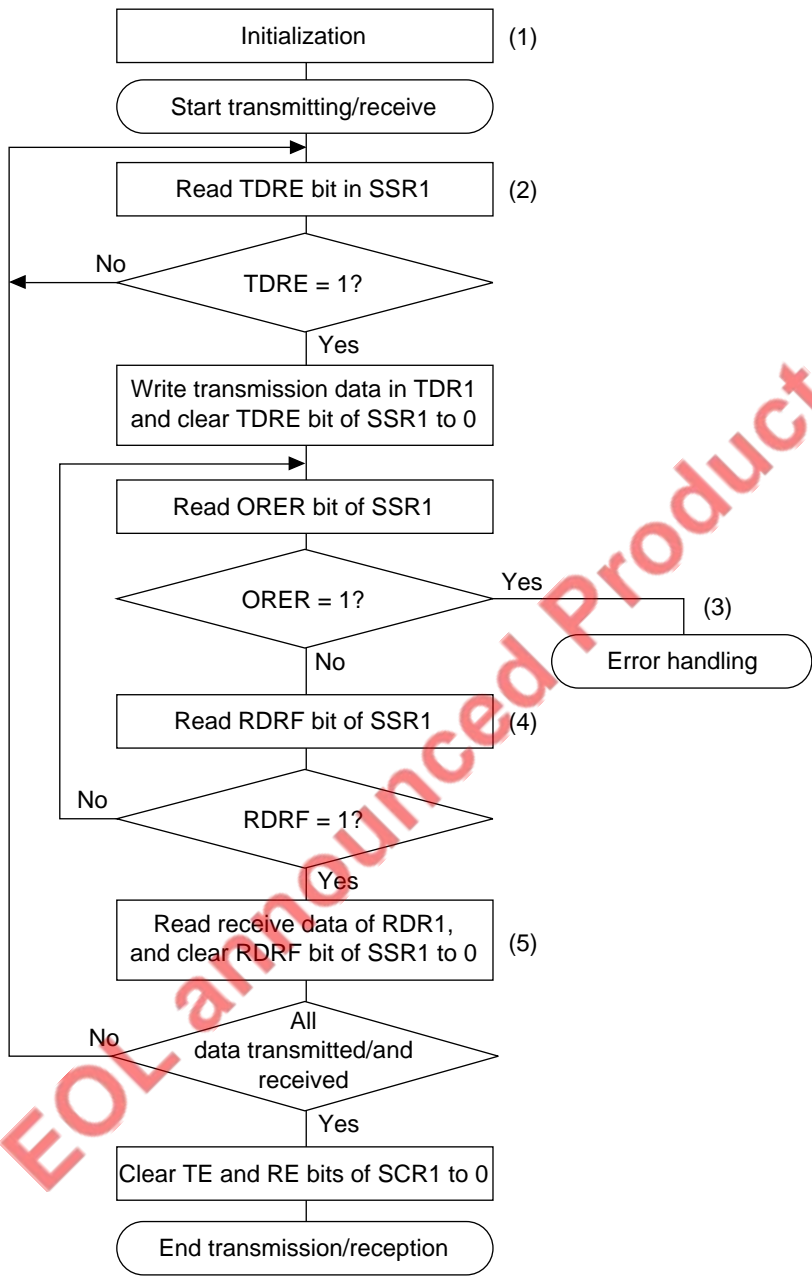 Initialization
(1)
Start transmitting/receive
Read TDRE bit in SSR1
(2)
No
TDRE = 1?
Yes
Write transmission data in TDR1
and clear TDRE bit of SSR1 to 0
Read ORER bit of SSR1
Yes
ORER = 1?
(3)
No
Error handling
Read RDRF bit of SSR1
(4)
No
RDRF = 1?
Yes
Read receive data of RDR1,
and clear RDRF bit of SSR1 to 0
(5)
No
All
data transmitted/and
received
Yes
Clear TE and RE bits of SCR1 to 0
End transmission/reception
EOL announced Product